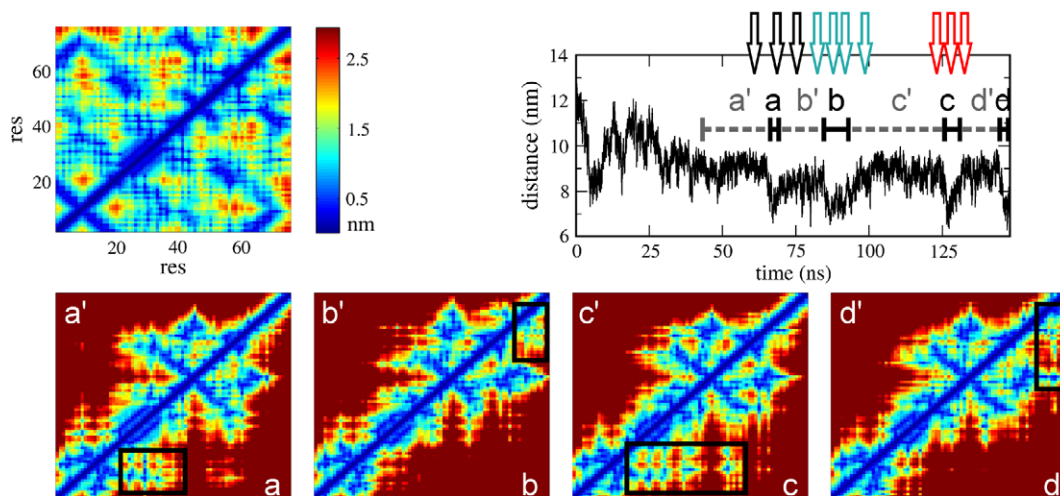 60
40
20
res
20 40 60
res
2.5
1.5
0.5
nm
14
12
10
8
6
distance (nm)
a' a b' b c' c d' d
0 25 50 75 100 125
time (ns)
a' a
b' b
c' c
d' d